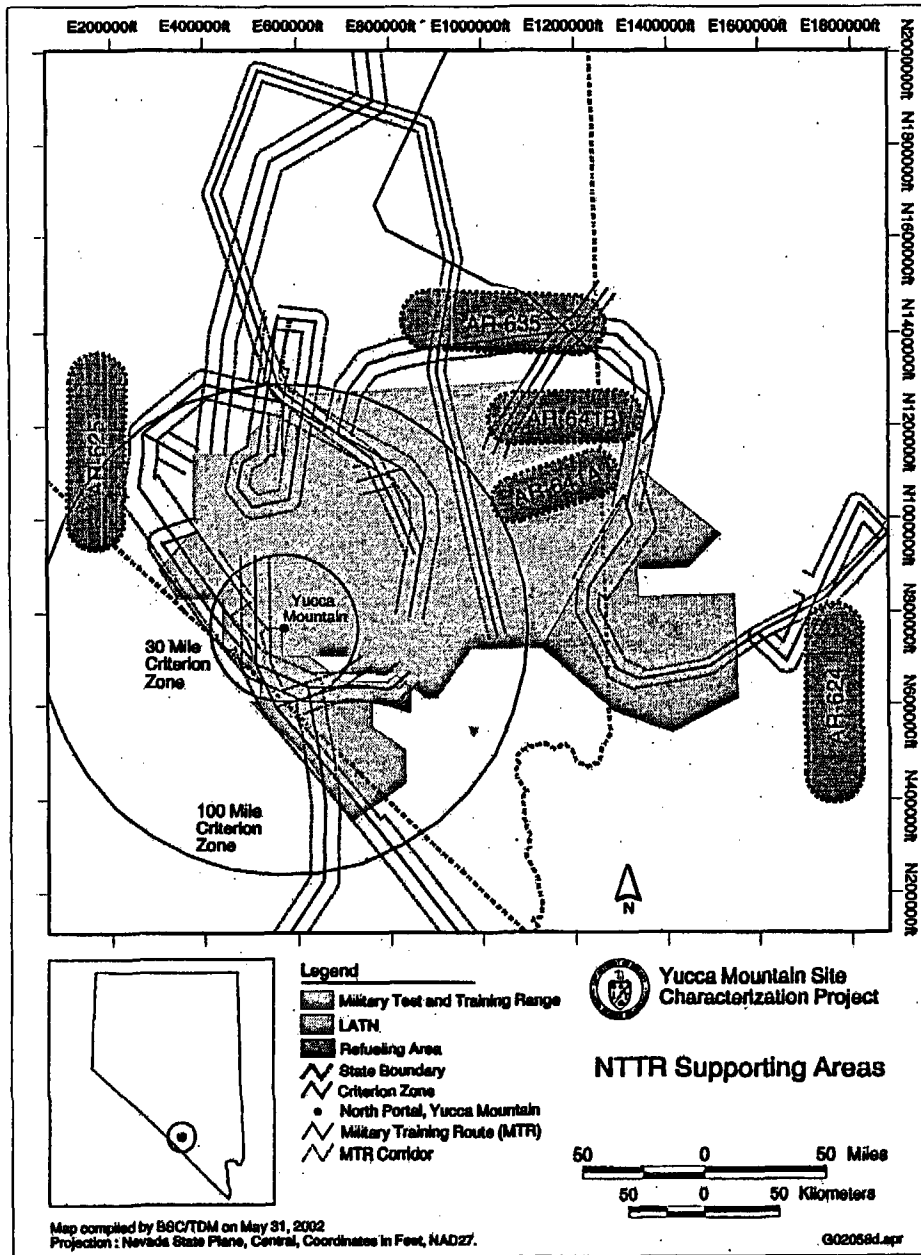 E200000ft E400000ft E600000ft E800000ft E1000000ft E1200000ft E1400000ft E1600000ft E1800000ft
N2000000ft
N1800000ft
N1600000ft
N1400000ft
N1200000ft
N1000000ft
N800000ft
N600000ft
N400000ft
N200000ft
AR-635
AR-625
AR(641B)
AR-641A
AR-624
Yucca
Mountain
30 Mile
Criterion
Zone
100 Mile
Criterion
Zone
N
Legend
Military Test and Training Range
LATN
Refueling Area
State Boundary
Criterion Zone
North Portal, Yucca Mountain
Military Training Route (MTR)
MTR Corridor
Yucca Mountain Site
Characterization Project
NTTR Supporting Areas
50 0 50 Miles
50 0 50 Kilometers
Map compiled by BSC/TDM on May 31, 2002
Projection : Nevada State Plane, Central, Coordinates in Feet, NAD27.
G02058d.apr